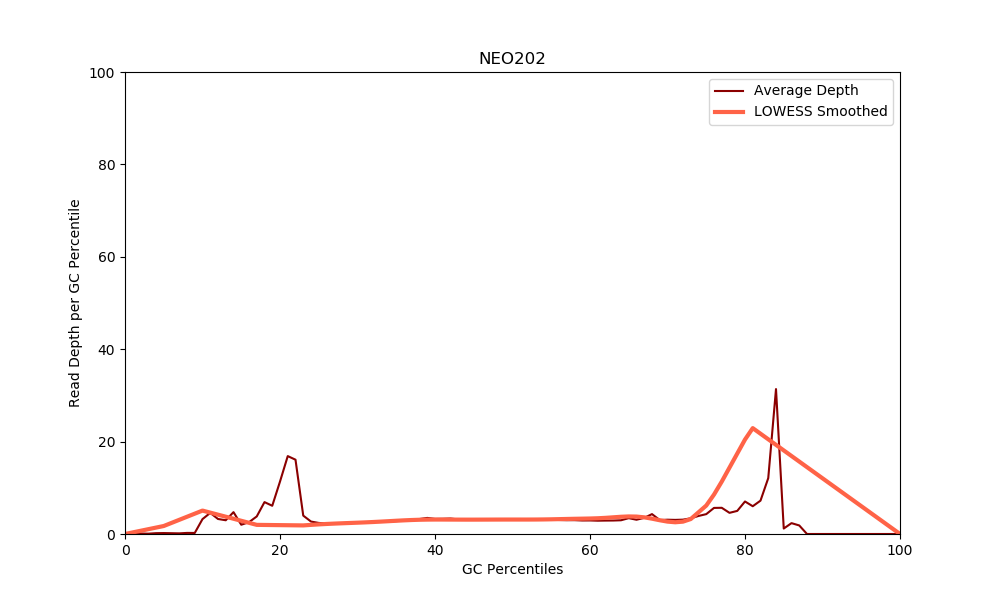 NEO202
Average Depth
LOWESS Smoothed
Read Depth per GC Percentile
100
80
60
40
20
0
0 20 40 60 80 100
GC Percentiles